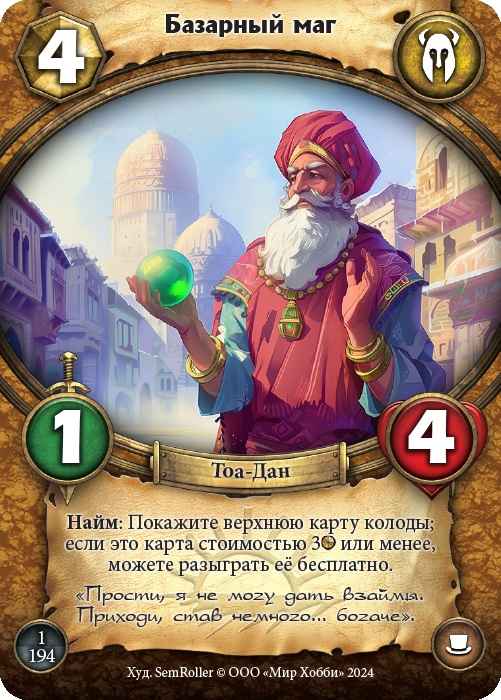 Базарный маг
4
1
4
Тоа-Дан
Найм: Покажите верхнюю карту колоды;
если это карта стоимостью 3 или менее,
можете разыграть её бесплатно.
«Прости, я не могу дать взаймы.
Приходи, став немного... богаче».
1
194
Худ. SemRoller © ООО «Мир Хобби» 2024